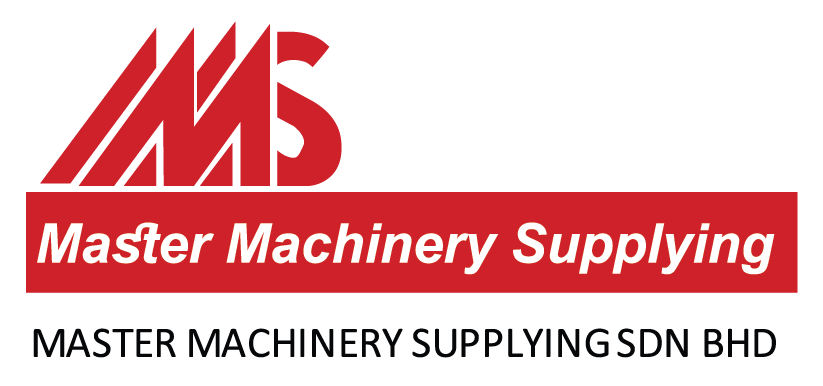 MMS
Master Machinery Supplying
MASTER MACHINERY SUPPLYING SDN BHD